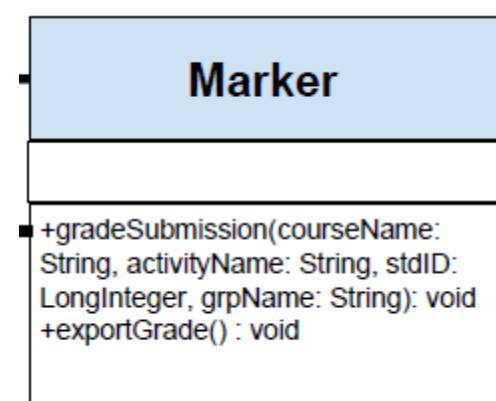 Marker
+gradeSubmission(courseName:
String, activityName: String, stdID:
LongInteger, grpName: String): void
+exportGrade() : void